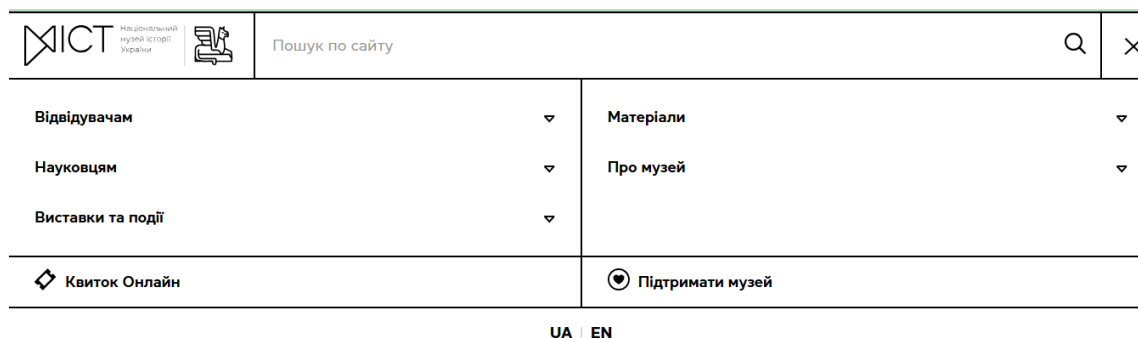 МІСТ
Національний
музей історії
України
Пошук по сайту
Відвідувачам
Матеріали
Науковцям
Про музей
Виставки та події
Квиток Онлайн
Підтримати музей
UA | EN